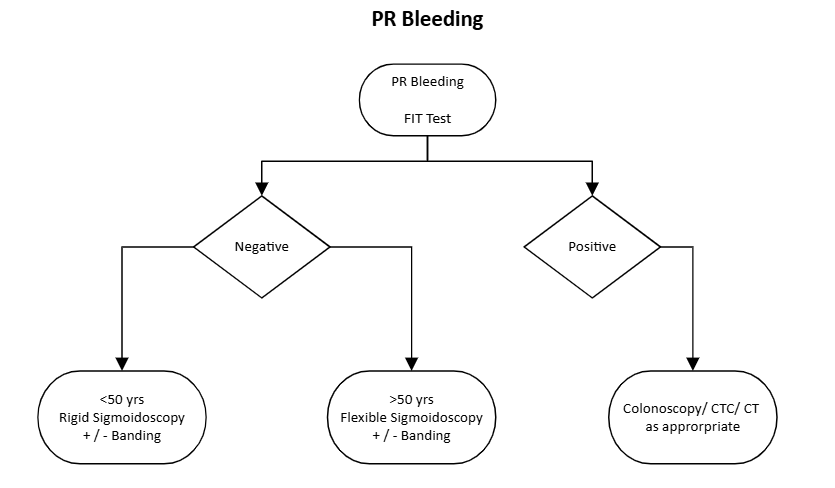 PR Bleeding
PR Bleeding
FIT Test
Negative
Positive
<50 yrs
Rigid Sigmoidoscopy
+ / - Banding
>50 yrs
Flexible Sigmoidoscopy
+ / - Banding
Colonoscopy/ CTC/ CT
as approrpriate